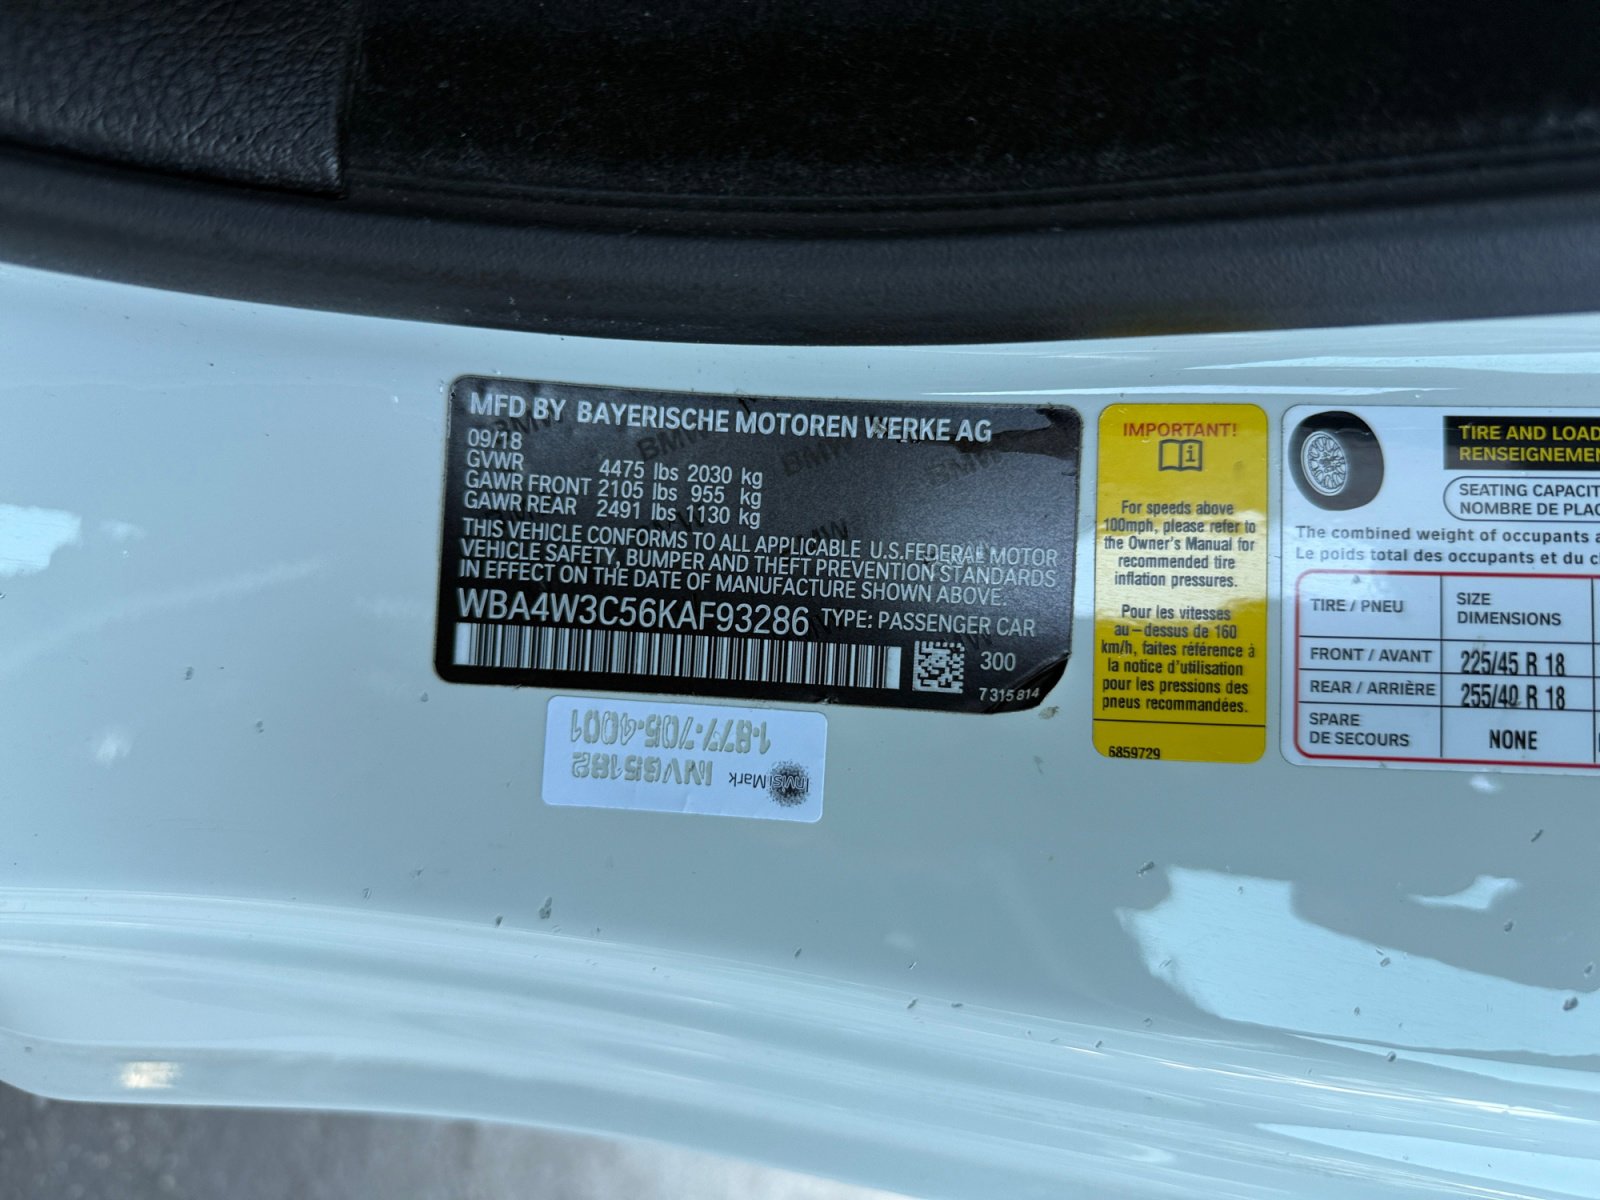 MFD BY BAYERISCHE MOTOREN WERKE AG
09/18
GVWR 4475 lbs 2030 kg
GAWR FRONT 2105 lbs 955 kg
GAWR REAR 2491 lbs 1130 kg
THIS VEHICLE CONFORMS TO ALL APPLICABLE U.S.FEDERAL MOTOR
VEHICLE SAFETY, BUMPER AND THEFT PREVENTION STANDARDS
IN EFFECT ON THE DATE OF MANUFACTURE SHOWN ABOVE.
WBA4W3C56KAF93286 TYPE: PASSENGER CAR
300
7 315 814
InVisiMark INVG5182
1-877-705-4001
IMPORTANT!
For speeds above
100mph, please refer to
the Owner's Manual for
recommended tire
inflation pressures.
Pour les vitesses
au-dessus de 160
km/h, faites référence à
la notice d'utilisation
pour les pressions des
pneus recommandées.
6859729
TIRE AND LOAD
RENSEIGNEMEN
SEATING CAPACIT
NOMBRE DE PLAC
The combined weight of occupants a
Le poids total des occupants et du c
TIRE / PNEU SIZE
DIMENSIONS
FRONT / AVANT 225/45 R 18
REAR / ARRIÈRE 255/40 R 18
SPARE
DE SECOURS NONE